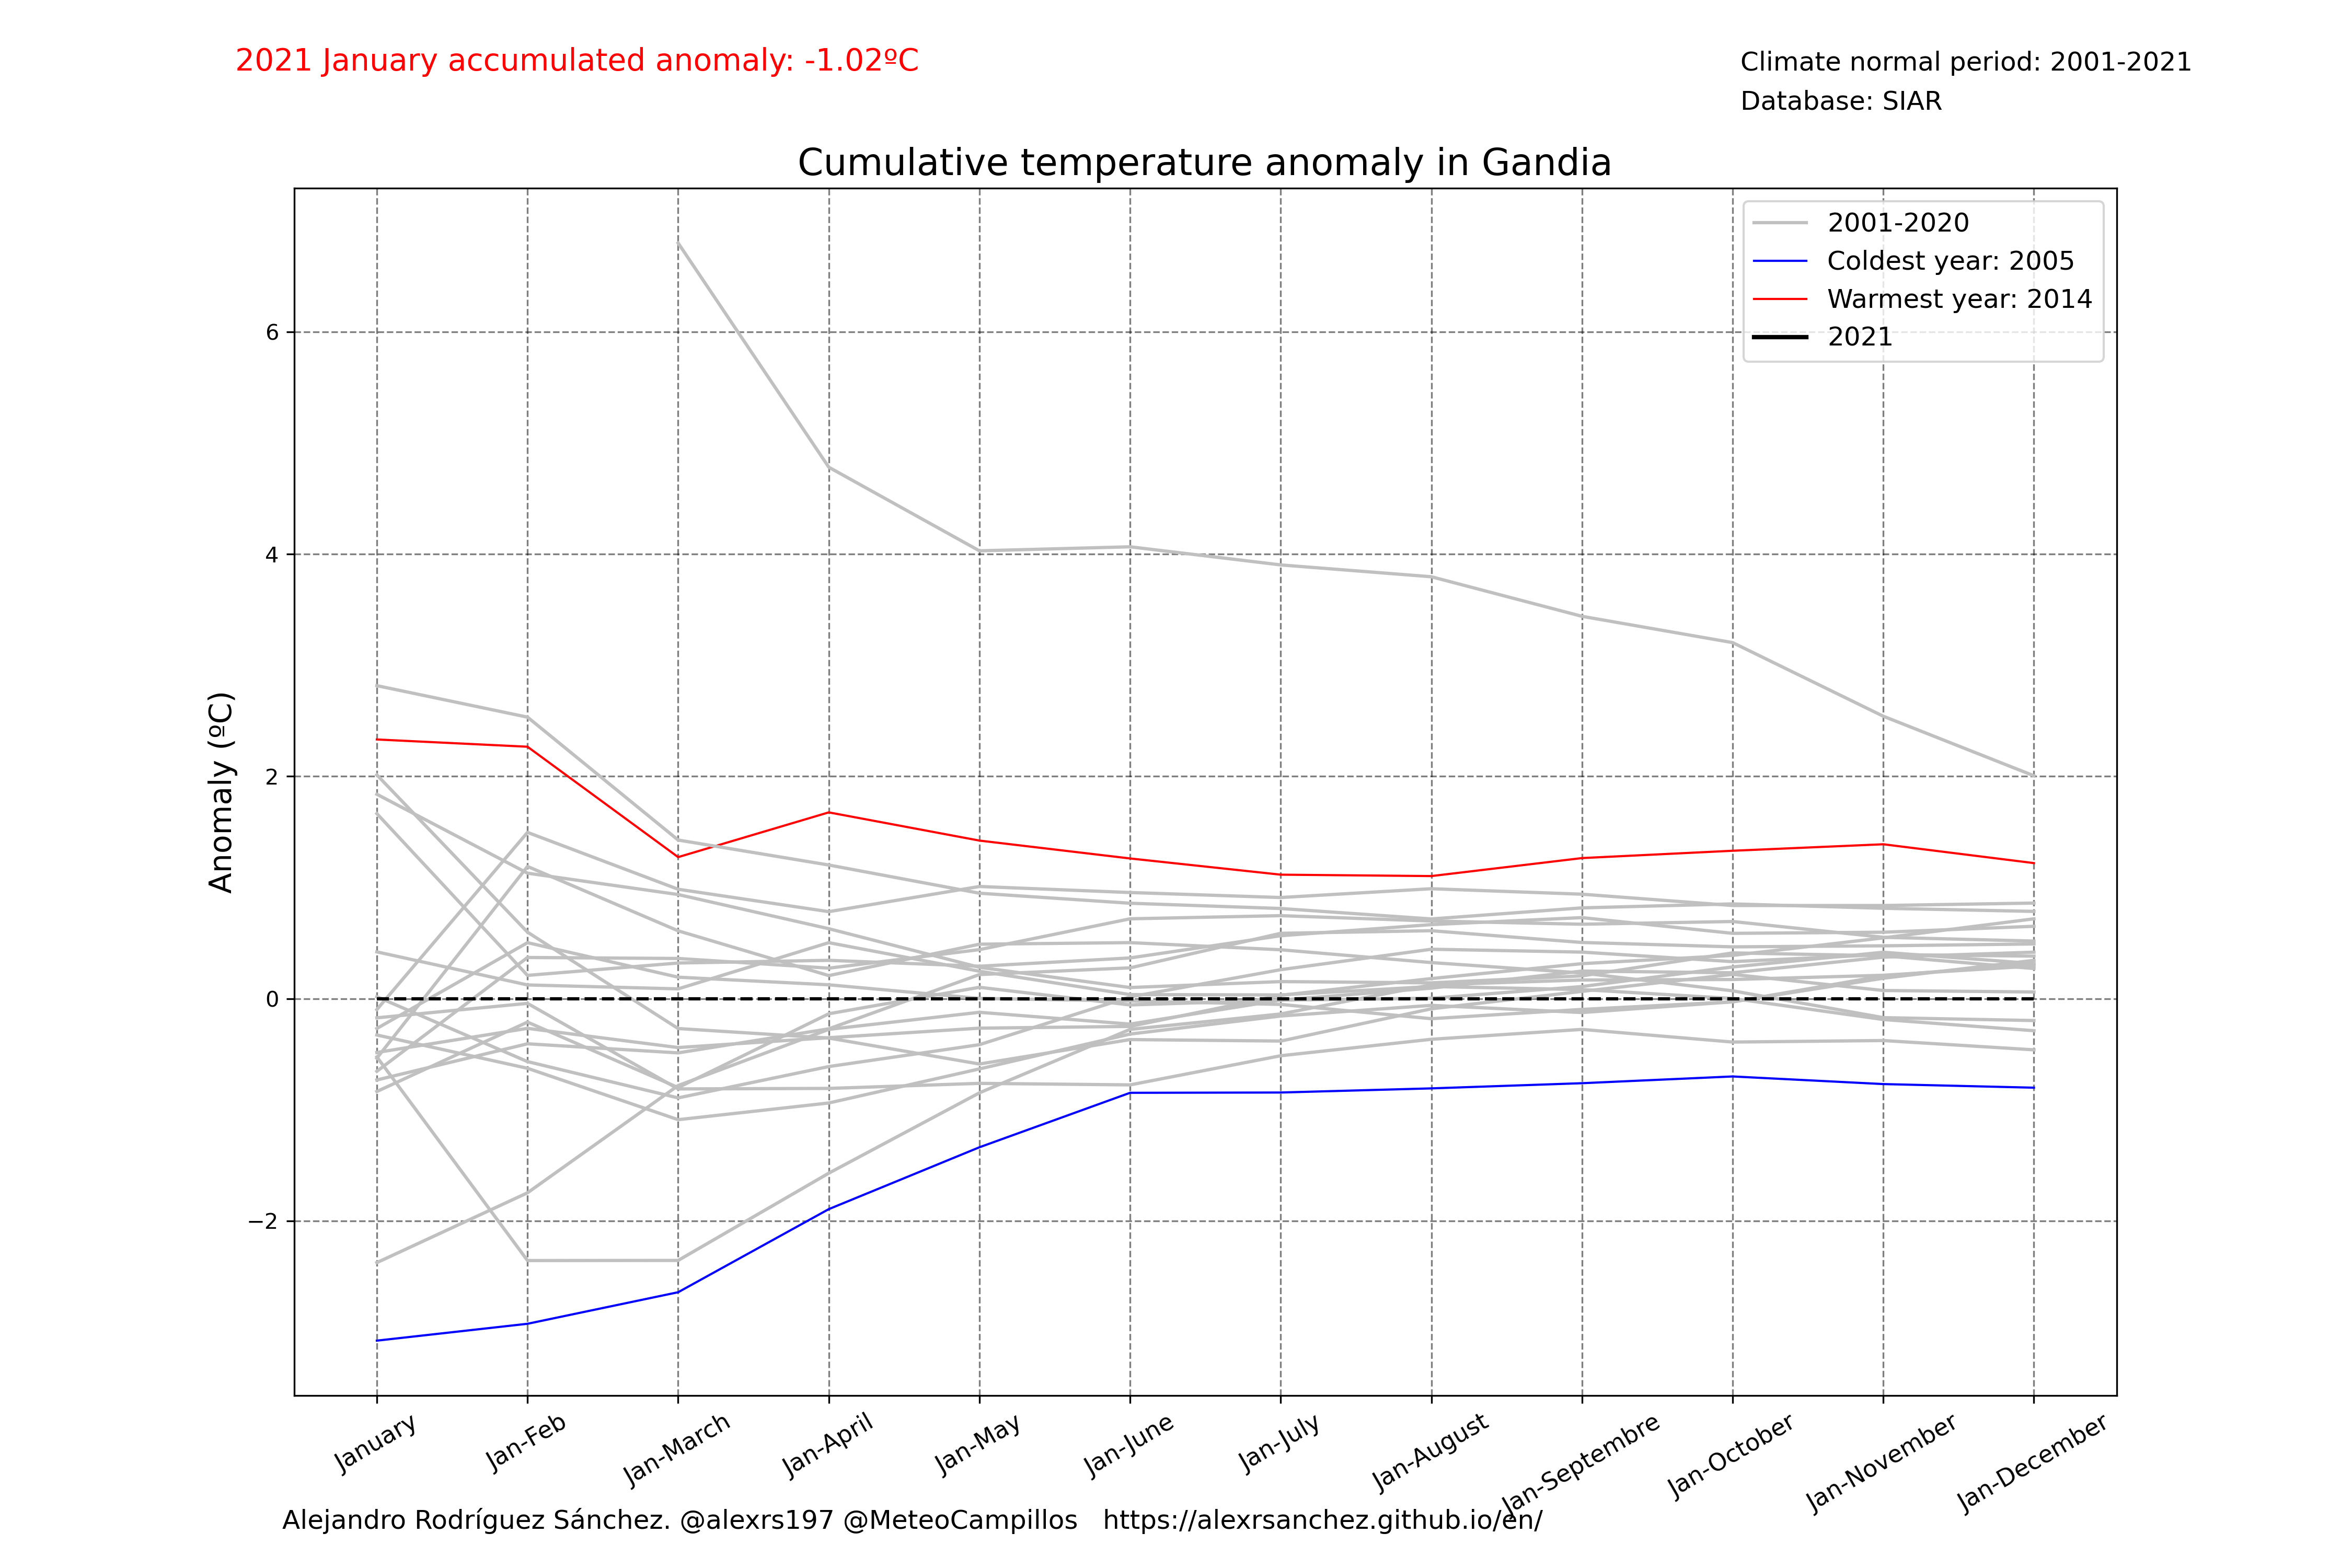 2021 January accumulated anomaly: -1.02ºC
Climate normal period: 2001-2021
Database: SIAR
Cumulative temperature anomaly in Gandia
2001-2020
Coldest year: 2005
Warmest year: 2014
2021
Anomaly (ºC)
6
4
2
0
−2
January
Jan-Feb
Jan-March
Jan-April
Jan-May
Jan-June
Jan-July
Jan-August
Jan-Septembre
Jan-October
Jan-November
Jan-December
Alejandro Rodríguez Sánchez. @alexrs197 @MeteoCampillos   https://alexrsanchez.github.io/en/